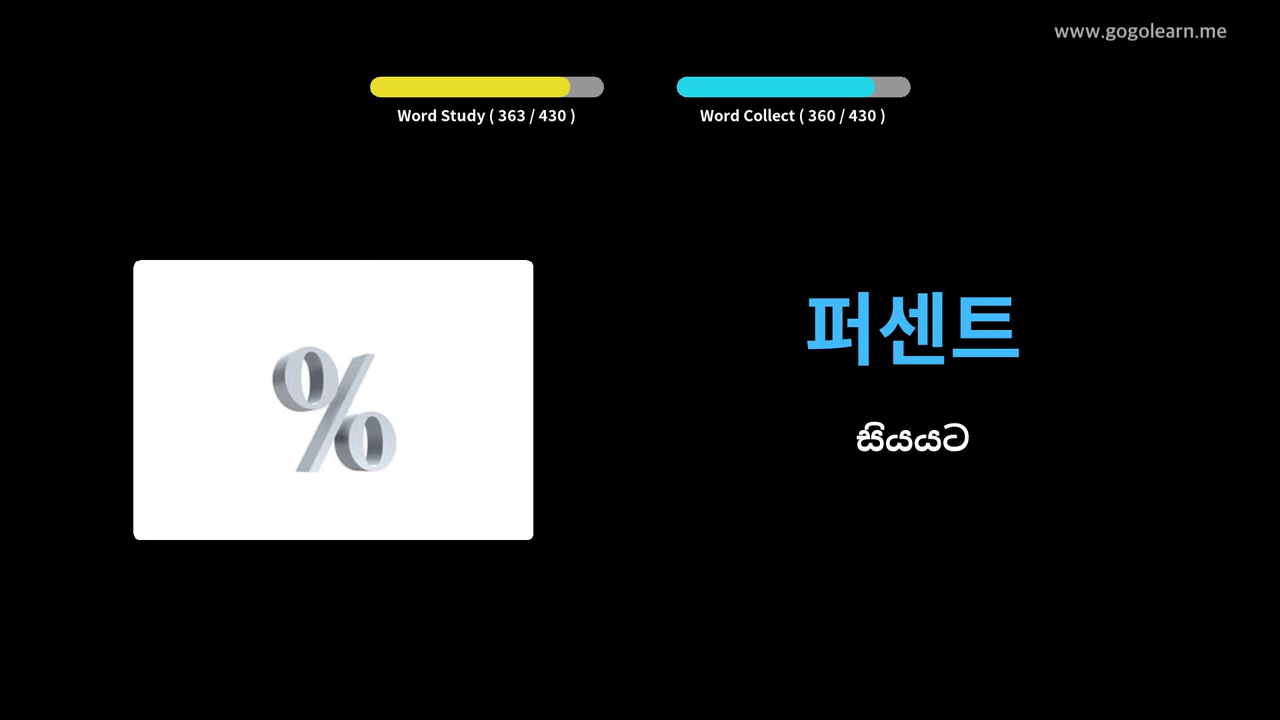 www.gogolearn.me
Word Study ( 363 / 430 )
Word Collect ( 360 / 430 )
%
퍼센트
සියයට